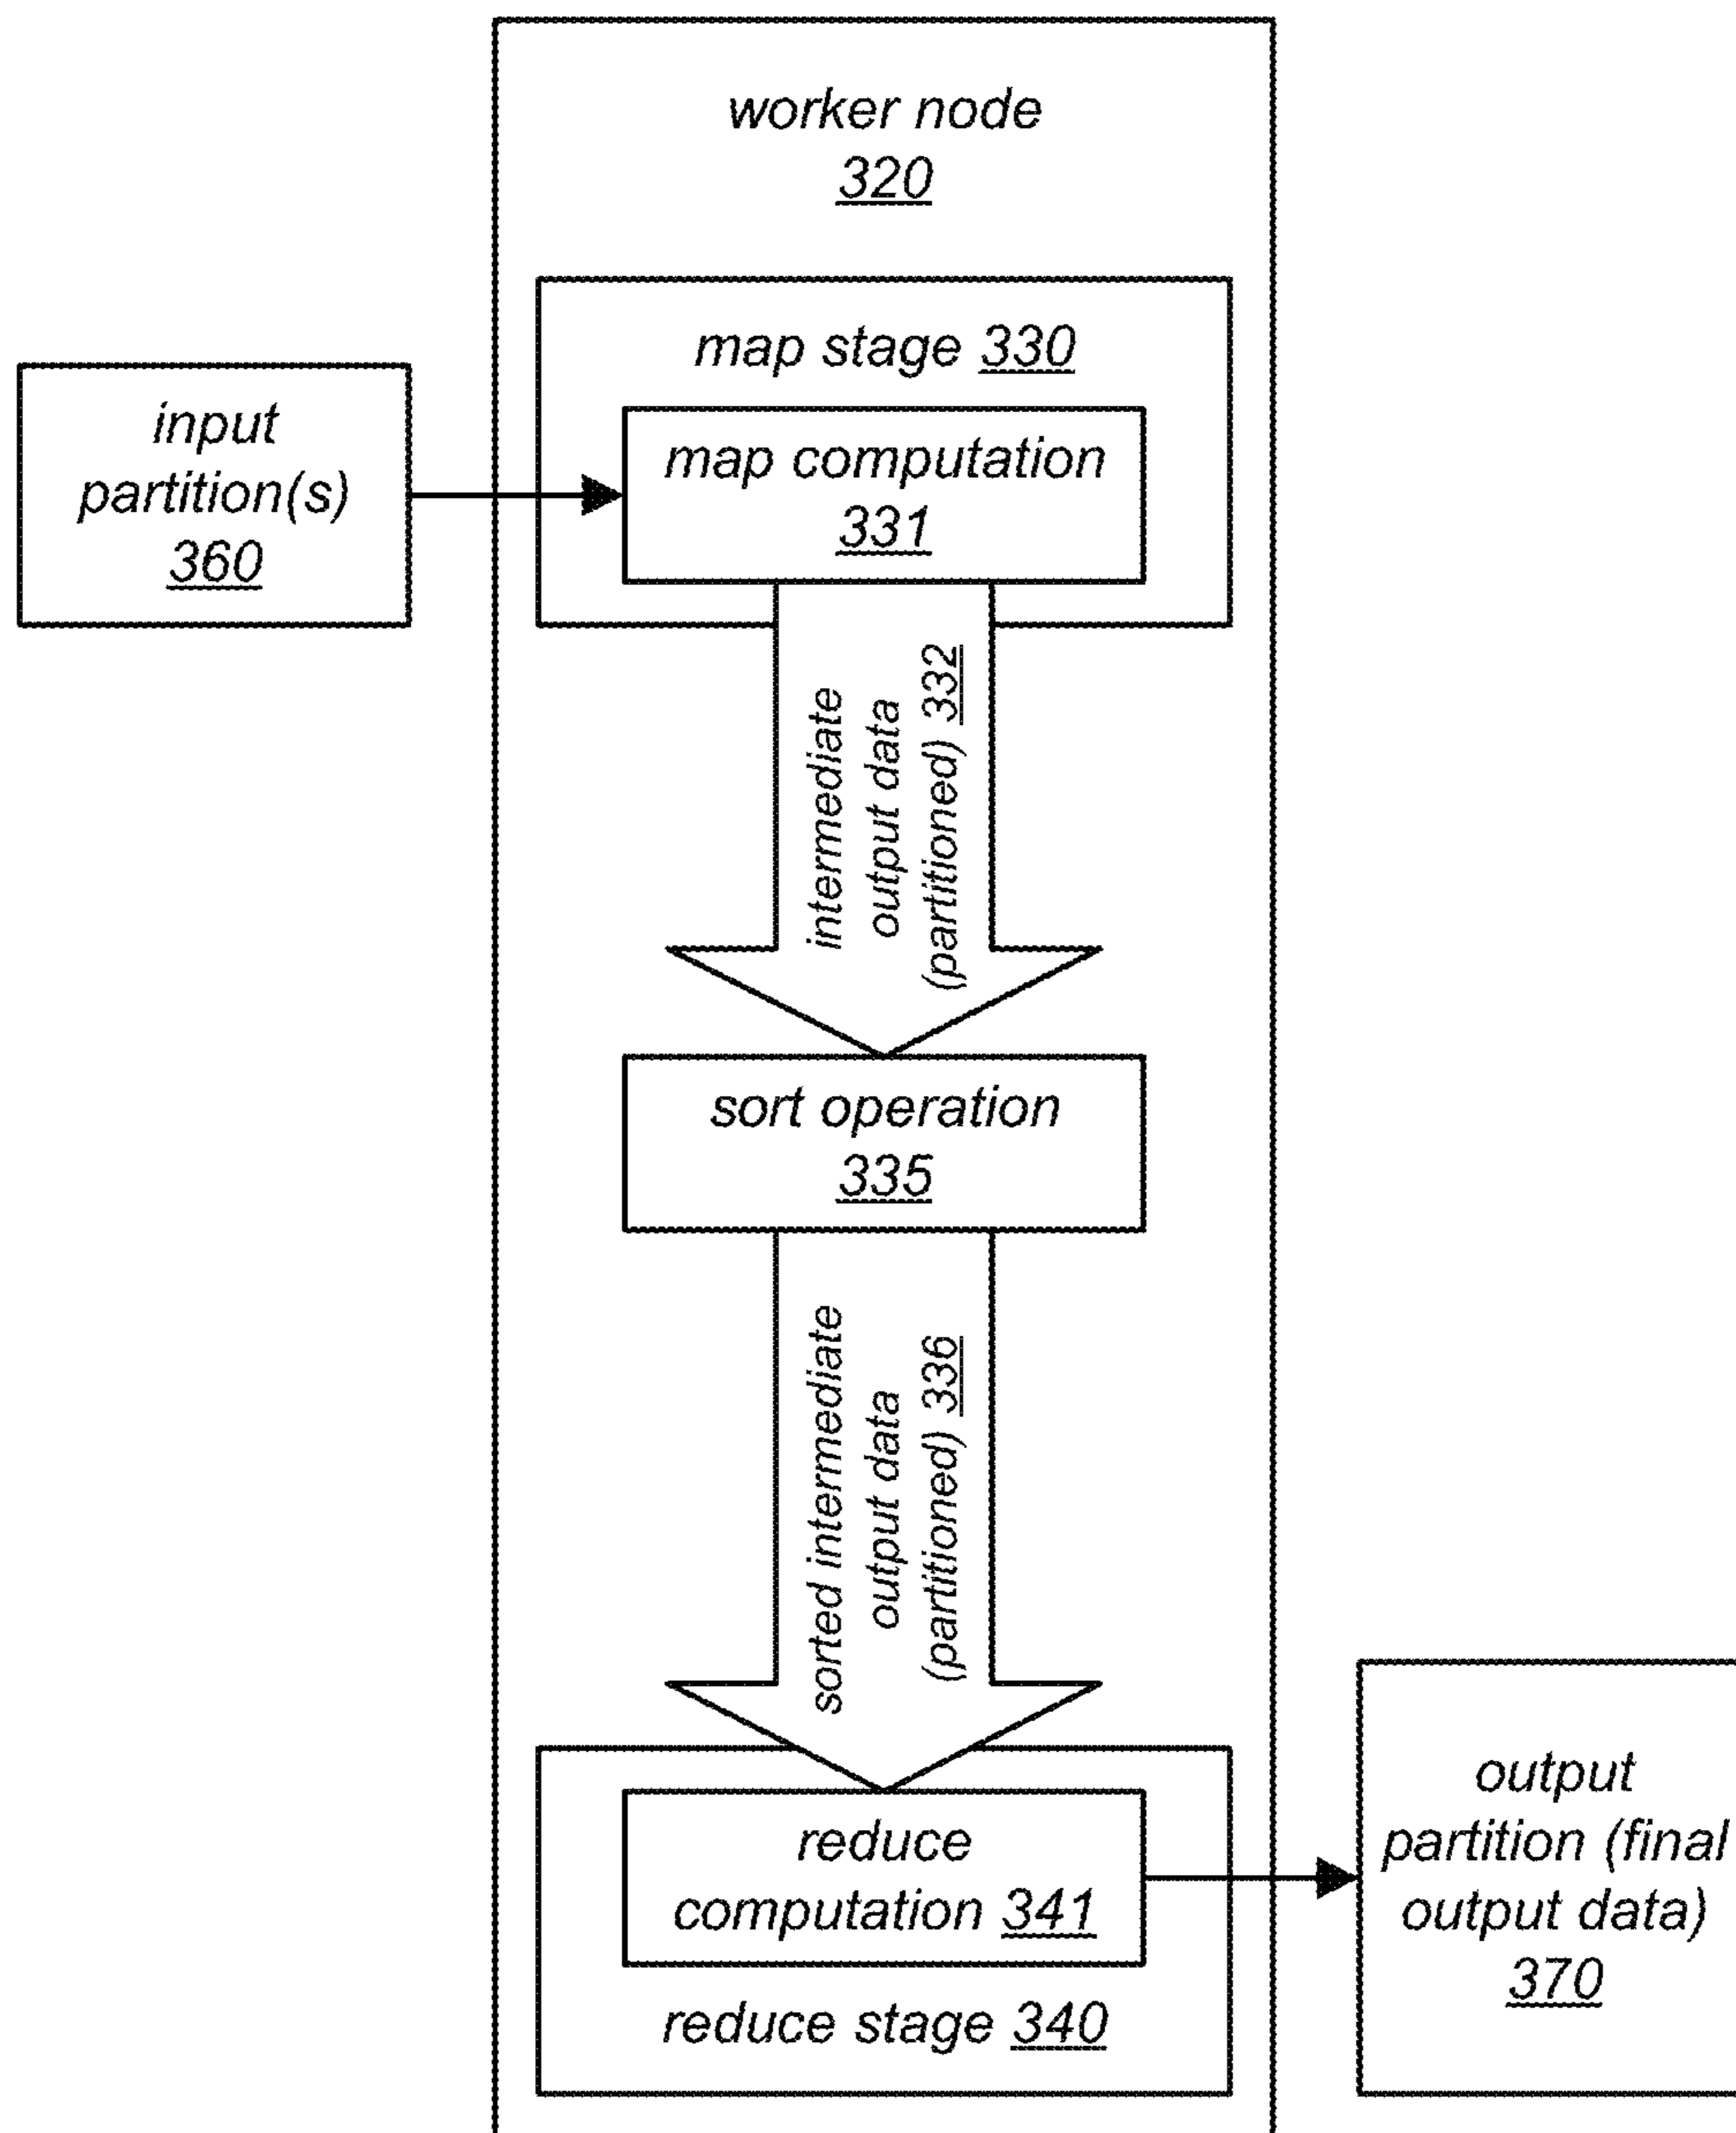 worker node
320
map stage 330
input
partition(s)
360
map computation
331
intermediate
output data
(partitioned) 332
sort operation
335
sorted intermediate
output data
(partitioned) 336
reduce
computation 341
reduce stage 340
output
partition (final
output data)
370